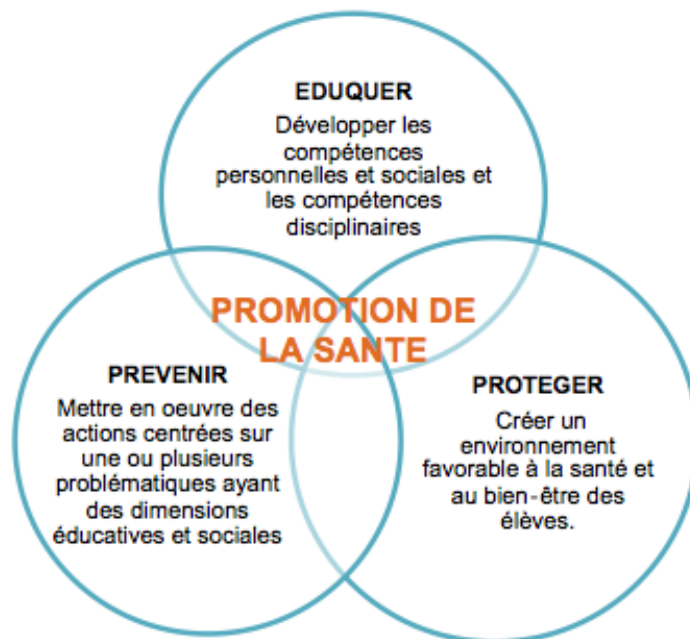 EDUQUER
Développer les
compétences
personnelles et sociales et
les compétences
disciplinaires
PROMOTION DE
LA SANTE
PREVENIR
Mettre en oeuvre des
actions centrées sur
une ou plusieurs
problématiques ayant
des dimensions
éducatives et sociales
PROTEGER
Créer un
environnement
favorable à la santé et
au bien-être des
élèves.